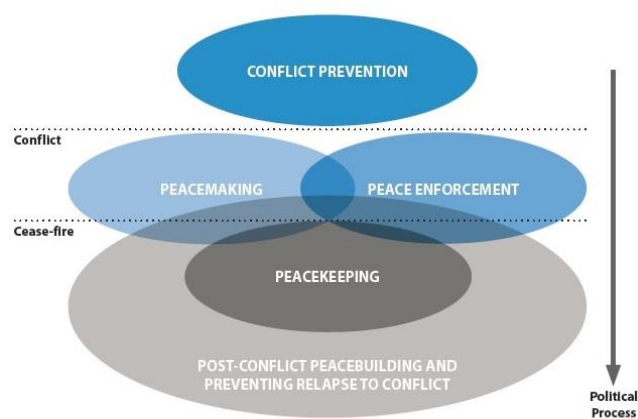 CONFLICT PREVENTION
Conflict
PEACEMAKING
PEACE ENFORCEMENT
Cease-fire
PEACEKEEPING
POST-CONFLICT PEACEBUILDING AND
PREVENTING RELAPSE TO CONFLICT
Political
Process